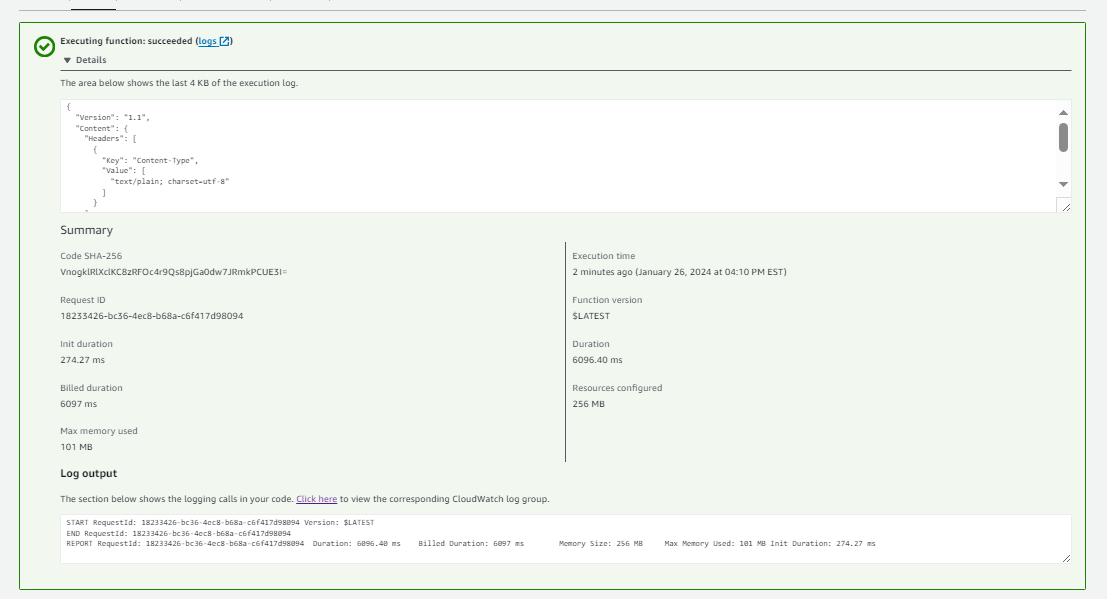 Executing function: succeeded (logs)
Details
The area below shows the last 4 KB of the execution log.
{
  "Version": "1.1",
  "Content": {
    "Headers": [
      {
        "Key": "Content-Type",
        "Value": [
          "text/plain; charset=utf-8"
        ]
      }
Summary
Code SHA-256
VnogklRlXclKC8zRFOc4r9Qs8pjGa0dw7JRmkPCUE3I=
Execution time
2 minutes ago (January 26, 2024 at 04:10 PM EST)
Request ID
18233426-bc36-4ec8-b68a-c6f417d98094
Function version
$LATEST
Init duration
274.27 ms
Duration
6096.40 ms
Billed duration
6097 ms
Resources configured
256 MB
Max memory used
101 MB
Log output
The section below shows the logging calls in your code. Click here to view the corresponding CloudWatch log group.
START RequestId: 18233426-bc36-4ec8-b68a-c6f417d98094 Version: $LATEST
END RequestId: 18233426-bc36-4ec8-b68a-c6f417d98094
REPORT RequestId: 18233426-bc36-4ec8-b68a-c6f417d98094  Duration: 6096.40 ms    Billed Duration: 6097 ms        Memory Size: 256 MB     Max Memory Used: 101 MB Init Duration: 274.27 ms